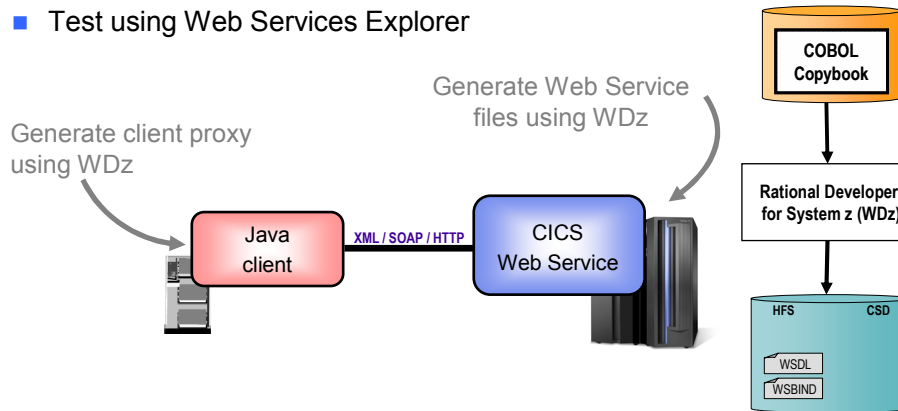 Test using Web Services Explorer
Generate Web Service
files using WDz
Generate client proxy
using WDz
Java
client
XML / SOAP / HTTP
CICS
Web Service
COBOL
Copybook
Rational Developer
for System z (WDz)
HFS CSD
WSDL
WSBIND